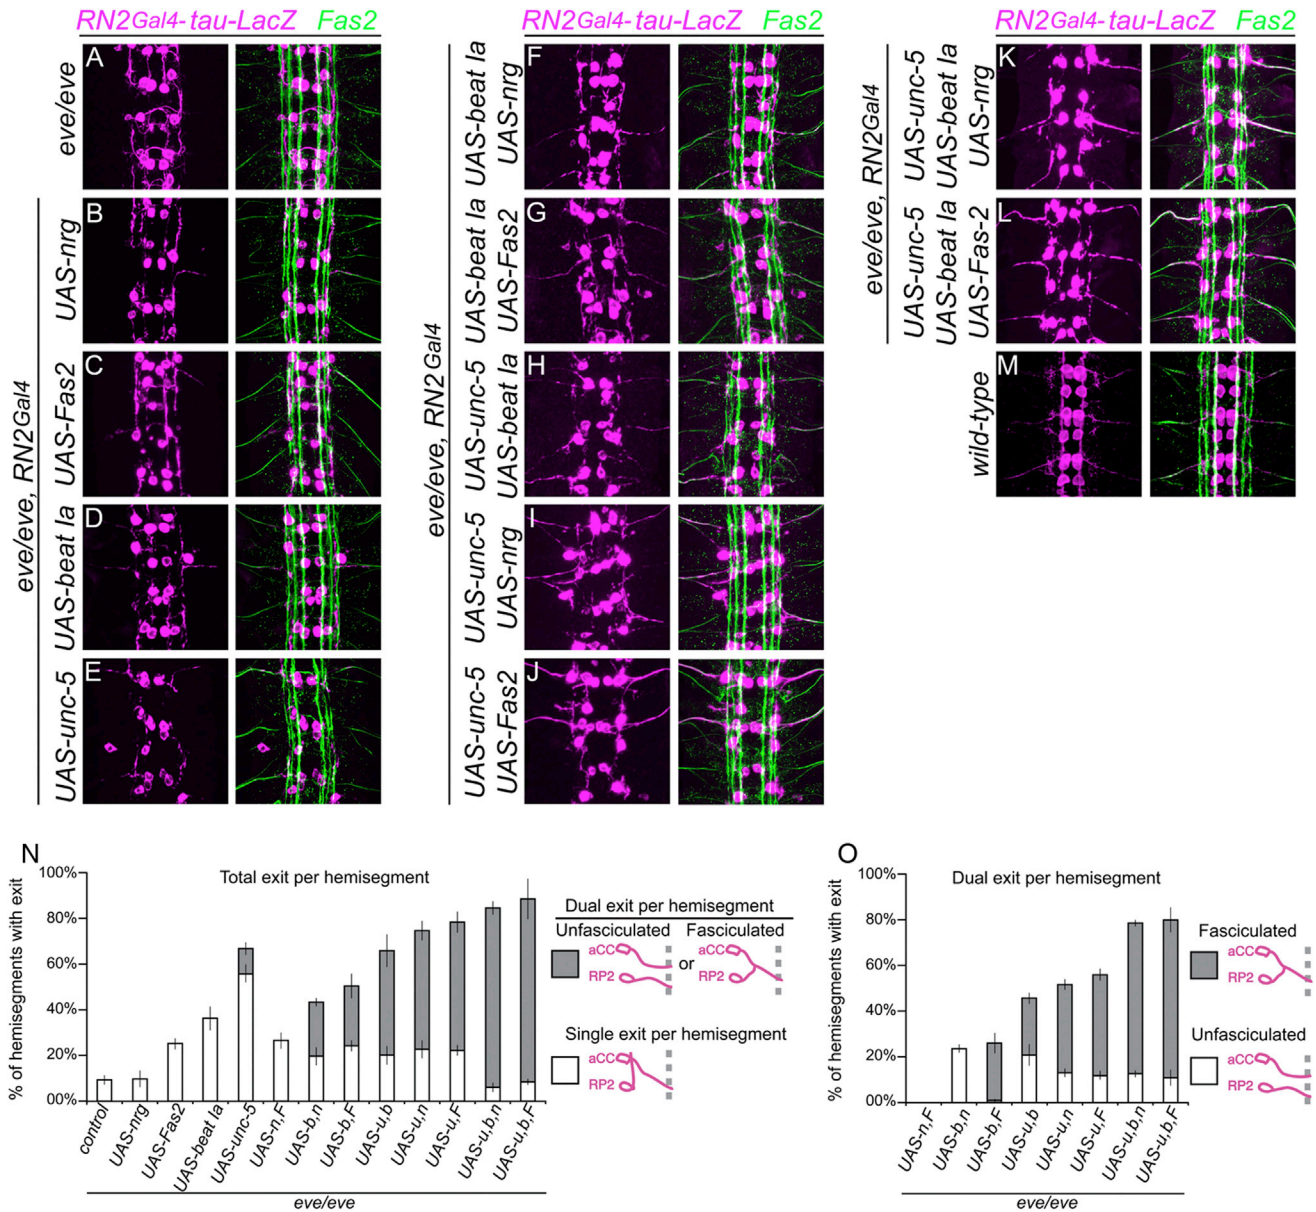 RN2Gal4-tau-LacZ Fas2
RN2Gal4-tau-LacZ Fas2
RN2Gal4-tau-LacZ Fas2
eve/eve
A
eve/eve, RN2Gal4
UAS-nrg
B
UAS-Fas2
C
UAS-beat Ia
D
UAS-unc-5
E
eve/eve, RN2Gal4
UAS-beat Ia
UAS-nrg
F
UAS-beat Ia
UAS-Fas2
G
UAS-unc-5
UAS-beat Ia
H
UAS-unc-5
UAS-nrg
I
UAS-unc-5
UAS-Fas2
J
eve/eve, RN2Gal4
UAS-unc-5
UAS-beat Ia
UAS-nrg
K
UAS-unc-5
UAS-beat Ia
UAS-Fas-2
L
wild-type
M
N
Total exit per hemisegment
% of hemisegments with exit
100%
80%
60%
40%
20%
00%
control
UAS-nrg
UAS-Fas2
UAS-beat Ia
UAS-unc-5
UAS-n,F
UAS-b,n
UAS-b,F
UAS-u,b
UAS-u,n
UAS-u,F
UAS-u,b,n
UAS-u,b,F
eve/eve
Dual exit per hemisegment
Unfasciculated Fasciculated
aCC
RP2
or
aCC
RP2
Single exit per hemisegment
aCC
RP2
O
Dual exit per hemisegment
% of hemisegments with exit
100%
80%
60%
40%
20%
00%
UAS-n,F
UAS-b,n
UAS-b,F
UAS-u,b
UAS-u,n
UAS-u,F
UAS-u,b,n
UAS-u,b,F
eve/eve
Fasciculated
aCC
RP2
Unfasciculated
aCC
RP2